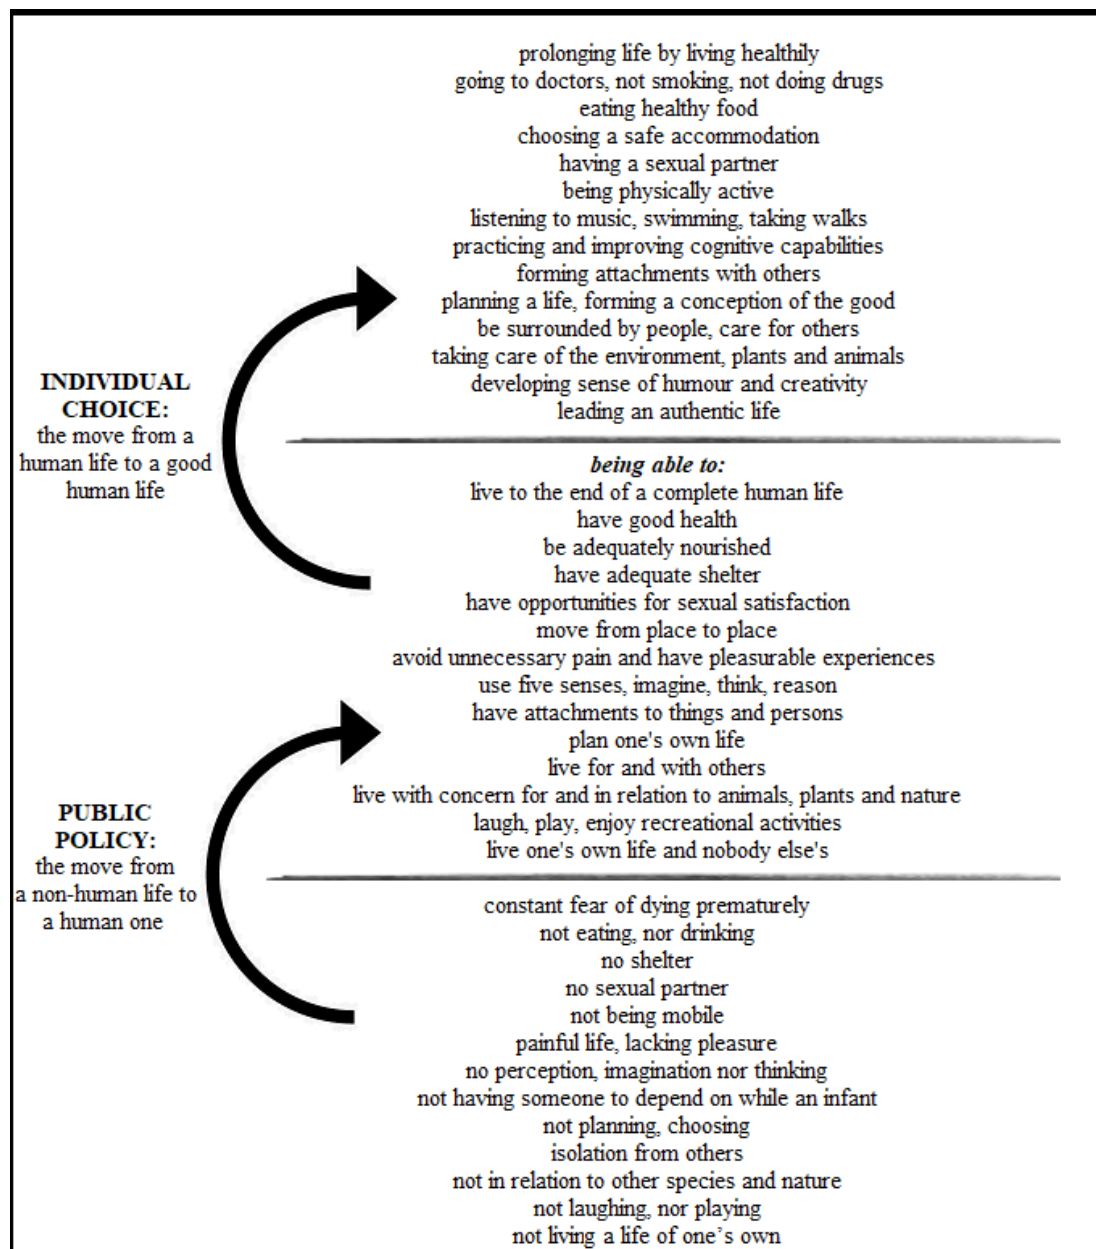 prolonging life by living healthily
going to doctors, not smoking, not doing drugs
eating healthy food
choosing a safe accommodation
having a sexual partner
being physically active
listening to music, swimming, taking walks
practicing and improving cognitive capabilities
forming attachments with others
planning a life, forming a conception of the good
be surrounded by people, care for others
taking care of the environment, plants and animals
developing sense of humour and creativity
leading an authentic life
INDIVIDUAL
CHOICE:
the move from a
human life to a good
human life
being able to:
live to the end of a complete human life
have good health
be adequately nourished
have adequate shelter
have opportunities for sexual satisfaction
move from place to place
avoid unnecessary pain and have pleasurable experiences
use five senses, imagine, think, reason
have attachments to things and persons
plan one's own life
live for and with others
live with concern for and in relation to animals, plants and nature
laugh, play, enjoy recreational activities
live one's own life and nobody else's
PUBLIC
POLICY:
the move from
a non-human life to
a human one
constant fear of dying prematurely
not eating, nor drinking
no shelter
no sexual partner
not being mobile
painful life, lacking pleasure
no perception, imagination nor thinking
not having someone to depend on while an infant
not planning, choosing
isolation from others
not in relation to other species and nature
not laughing, nor playing
not living a life of one’s own